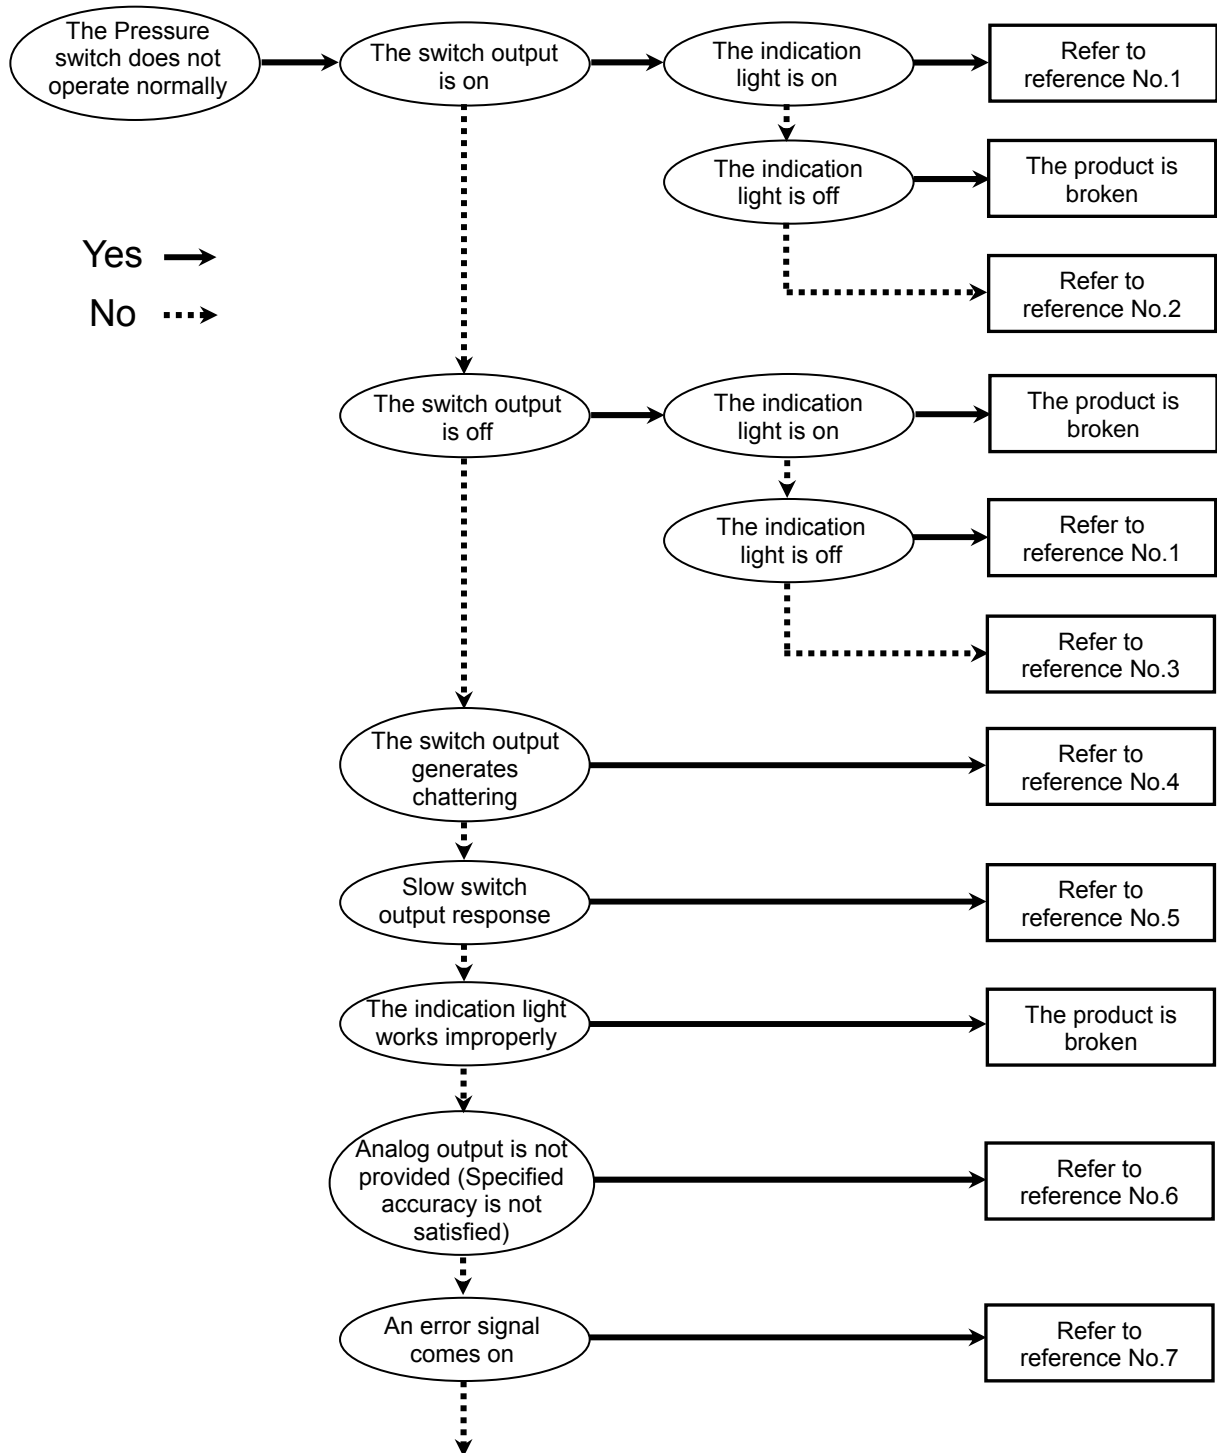 The Pressure
switch does not
operate normally
The switch output
is on
The indication
light is on
Refer to
reference No.1
The indication
light is off
The product is
broken
Yes
Refer to
reference No.2
No
The switch output
is off
The indication
light is on
The product is
broken
The indication
light is off
Refer to
reference No.1
Refer to
reference No.3
The switch output
generates
chattering
Refer to
reference No.4
Slow switch
output response
Refer to
reference No.5
The indication light
works improperly
The product is
broken
Analog output is not
provided (Specified
accuracy is not
satisfied)
Refer to
reference No.6
An error signal
comes on
Refer to
reference No.7